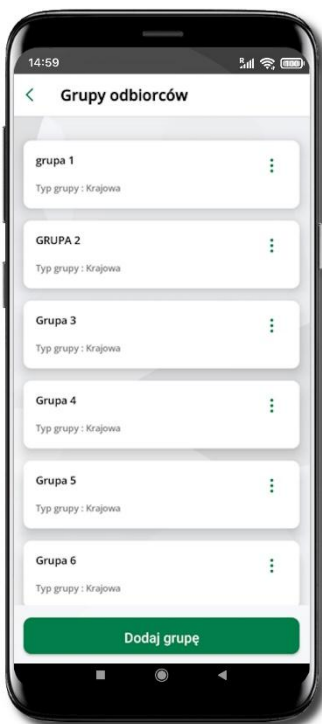 14:59
Grupy odbiorców
grupa 1
Typ grupy : Krajowa
GRUPA 2
Typ grupy : Krajowa
Grupa 3
Typ grupy : Krajowa
Grupa 4
Typ grupy : Krajowa
Grupa 5
Typ grupy : Krajowa
Grupa 6
Typ grupy : Krajowa
Dodaj grupę